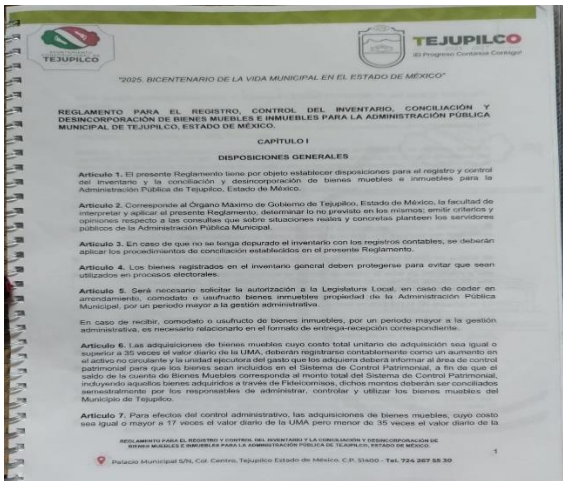 AYUNTAMIENTO
TEJUPILCO
TEJUPILCO
¡El Progreso Continúa Contigo!
"2025. BICENTENARIO DE LA VIDA MUNICIPAL EN EL ESTADO DE MÉXICO"
REGLAMENTO PARA EL REGISTRO, CONTROL DEL INVENTARIO, CONCILIACIÓN Y
DESINCORPORACIÓN DE BIENES MUEBLES E INMUEBLES PARA LA ADMINISTRACIÓN PÚBLICA
MUNICIPAL DE TEJUPILCO, ESTADO DE MÉXICO.
CAPÍTULO I
DISPOSICIONES GENERALES
Artículo 1. El presente Reglamento tiene por objeto establecer disposiciones para el registro y control
del inventario y la conciliación y desincorporación de bienes muebles e inmuebles para la
Administración Pública de Tejupilco, Estado de México.
Artículo 2. Corresponde al Órgano Máximo de Gobierno de Tejupilco, Estado de México, la facultad de
interpretar y aplicar el presente Reglamento, determinar lo no previsto en los mismos; emitir criterios y
opiniones respecto a las consultas que sobre situaciones reales y concretas planteen los servidores
públicos de la Administración Pública Municipal.
Artículo 3. En caso de que no se tenga depurado el inventario con los registros contables, se deberán
aplicar los procedimientos de conciliación establecidos en el presente Reglamento.
Artículo 4. Los bienes registrados en el inventario general deben protegerse para evitar que sean
utilizados en procesos electorales.
Artículo 5. Será necesario solicitar la autorización a la Legislatura Local, en caso de ceder en
arrendamiento, comodato o usufructo bienes inmuebles propiedad de la Administración Pública
Municipal, por un periodo mayor a la gestión administrativa.
En caso de recibir, comodato o usufructo de bienes inmuebles, por un periodo mayor a la gestión
administrativa, es necesario relacionarlo en el formato de entrega-recepción correspondiente.
Artículo 6. Las adquisiciones de bienes muebles cuyo costo total unitario de adquisición sea igual o
superior a 35 veces el valor diario de la UMA, deberán registrarse contablemente como un aumento en
el activo no circulante y la unidad ejecutora del gasto que los adquiera deberá informar al área de control
patrimonial para que los bienes sean incluidos en el Sistema de Control Patrimonial, a fin de que el
saldo de la cuenta de Bienes Muebles corresponda al monto total del Sistema de Control Patrimonial,
incluyendo aquellos bienes adquiridos a través de Fideicomisos, dichos montos deberán ser conciliados
semestralmente por los responsables de administrar, controlar y utilizar los bienes muebles del
Municipio de Tejupilco.
Artículo 7. Para efectos del control administrativo, las adquisiciones de bienes muebles, cuyo costo
sea igual o mayor a 17 veces el valor diario de la UMA pero menor de 35 veces el valor diario de la
REGLAMENTO PARA EL REGISTRO Y CONTROL DEL INVENTARIO Y LA CONCILIACIÓN Y DESINCORPORACIÓN DE
BIENES MUEBLES E INMUEBLES PARA LA ADMINISTRACIÓN PÚBLICA DE TEJUPILCO, ESTADO DE MÉXICO.
1
Palacio Municipal S/N, Col. Centro, Tejupilco Estado de México. C.P. 51400 - Tel. 724 267 55 30